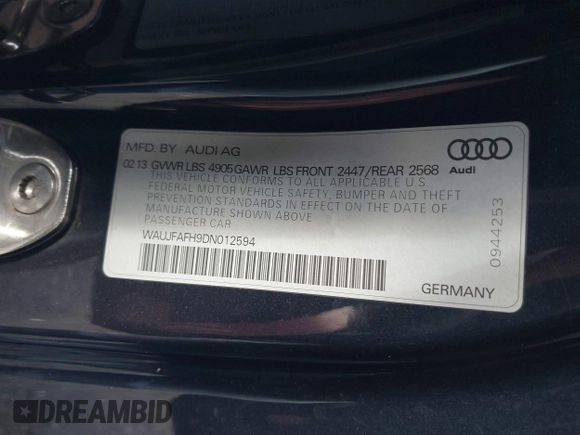 MFD. BY AUDI AG
Audi
02 13 GVWR LBS 4905 GAWR LBS FRONT 2447/REAR 2568
THIS VEHICLE CONFORMS TO ALL APPLICABLE U.S.
FEDERAL MOTOR VEHICLE SAFETY, BUMPER AND THEFT
PREVENTION STANDARDS IN EFFECT ON THE DATE OF
MANUFACTURE SHOWN ABOVE
PASSENGER CAR
WAUJFAFH9DN012594
0944253
GERMANY
DREAMBID